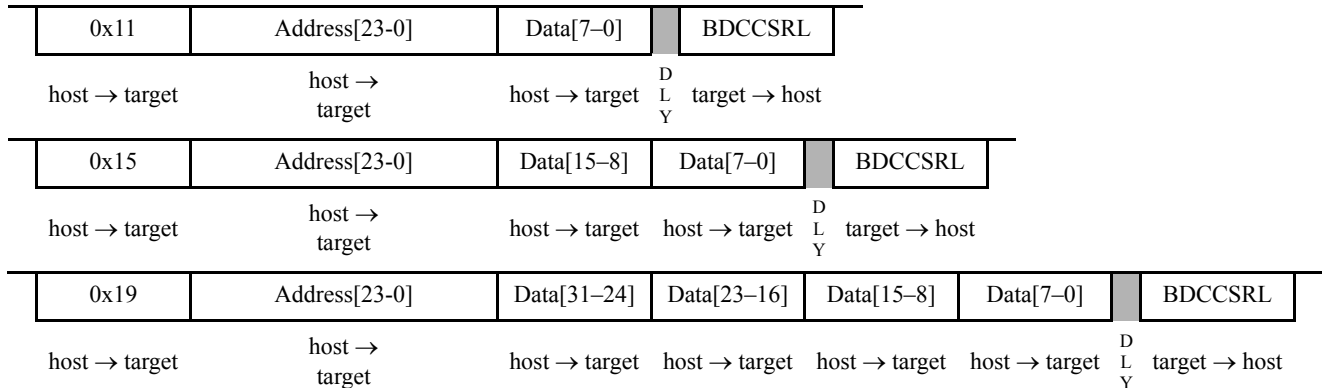 0x11 Address[23-0] Data[7–0] BDCCSRL
host → target host → target host → target DLY target → host
0x15 Address[23-0] Data[15–8] Data[7–0] BDCCSRL
host → target host → target host → target host → target DLY target → host
0x19 Address[23-0] Data[31–24] Data[23–16] Data[15–8] Data[7–0] BDCCSRL
host → target host → target host → target host → target host → target host → target DLY target → host